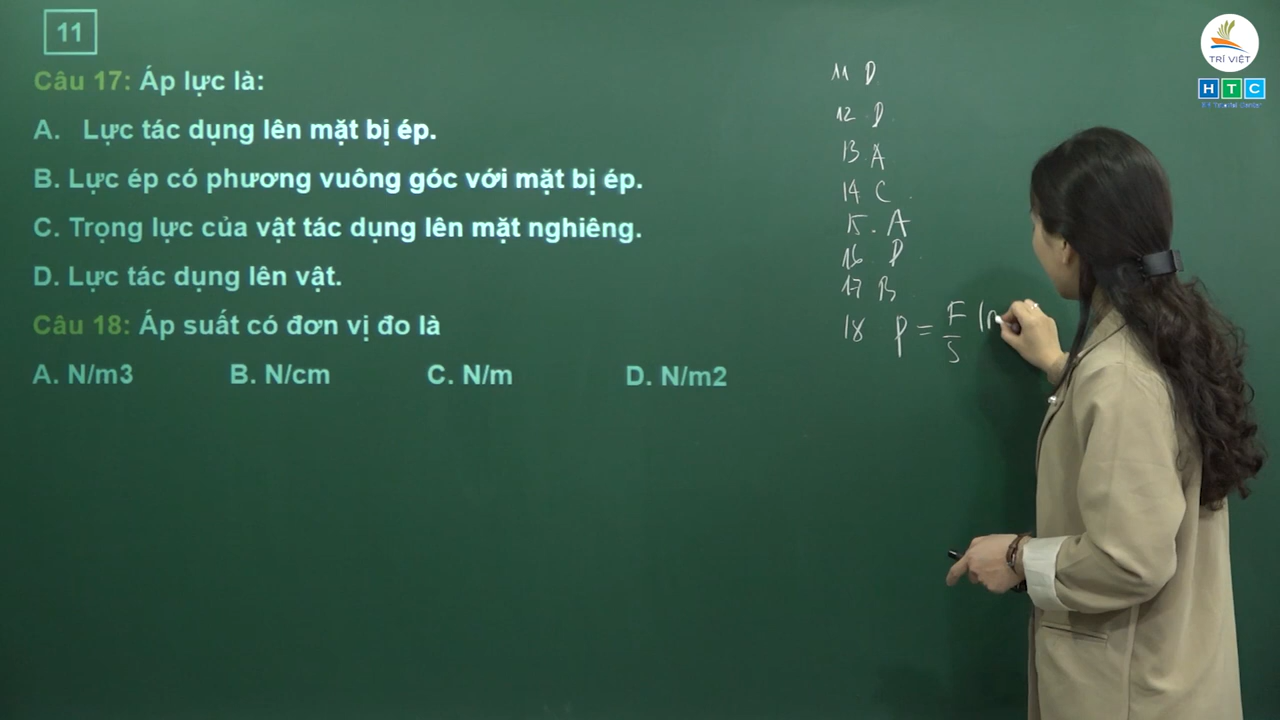 11
Câu 17: Áp lực là:
A. Lực tác dụng lên mặt bị ép.
B. Lực ép có phương vuông góc với mặt bị ép.
C. Trọng lực của vật tác dụng lên mặt nghiêng.
D. Lực tác dụng lên vật.
Câu 18: Áp suất có đơn vị đo là
A. N/m3 B. N/cm C. N/m D. N/m2
11 D
12. D.
13. A
14. C.
15. A
16. D.
17 B
18 p = F/S
TRÍ VIỆT
HTC